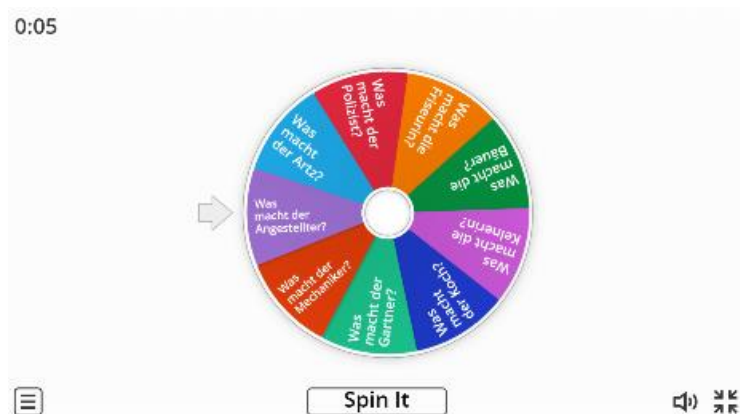 0:05
Was
macht der
Polizist?
Was
macht die
Friseurin?
Was
macht die
Bäuer?
Was
macht die
Kelnerin?
Was
macht
der Koch?
Was
macht der
Gartner?
Was
macht der
Mechaniker?
Was
macht der
Angestellter?
Was
macht
der Artz?
Spin It